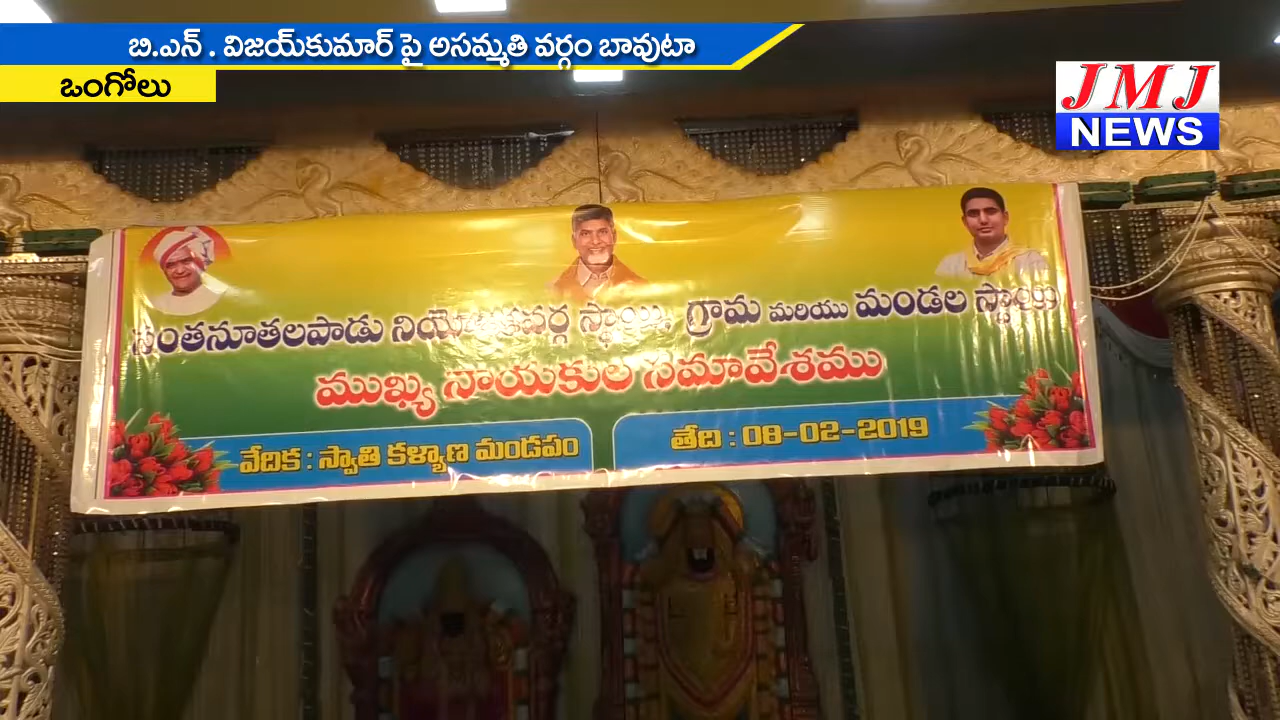 బి.ఎన్ . విజయ్‌కుమార్ పై అసమ్మతి వర్గం బావుటా
ఒంగోలు
JMJ
NEWS
సంతనూతలపాడు నియోజకవర్గ స్థాయి, గ్రామ మరియు మండల స్థాయి
ముఖ్య నాయకుల సమావేశము
వేదిక : స్వాతి కళ్యాణ మండపం
తేది : 08-02-2019